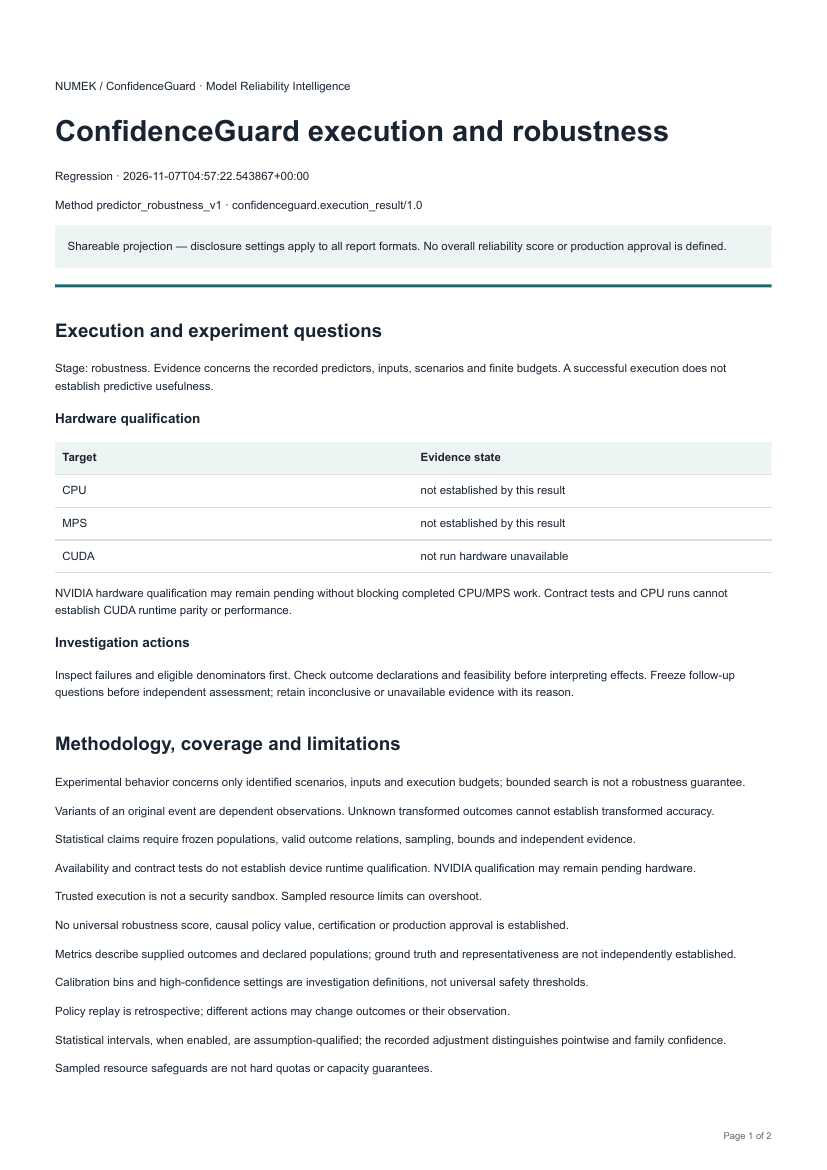 NUMEK / ConfidenceGuard · Model Reliability Intelligence
ConfidenceGuard execution and robustness
Regression · 2026-11-07T04:57:22.543867+00:00
Method predictor_robustness_v1 · confidenceguard.execution_result/1.0
Shareable projection — disclosure settings apply to all report formats. No overall reliability score or production approval is defined.
Execution and experiment questions
Stage: robustness. Evidence concerns the recorded predictors, inputs, scenarios and finite budgets. A successful execution does not
establish predictive usefulness.
Hardware qualification
Target Evidence state
CPU not established by this result
MPS not established by this result
CUDA not run hardware unavailable
NVIDIA hardware qualification may remain pending without blocking completed CPU/MPS work. Contract tests and CPU runs cannot
establish CUDA runtime parity or performance.
Investigation actions
Inspect failures and eligible denominators first. Check outcome declarations and feasibility before interpreting effects. Freeze follow-up
questions before independent assessment; retain inconclusive or unavailable evidence with its reason.
Methodology, coverage and limitations
Experimental behavior concerns only identified scenarios, inputs and execution budgets; bounded search is not a robustness guarantee.
Variants of an original event are dependent observations. Unknown transformed outcomes cannot establish transformed accuracy.
Statistical claims require frozen populations, valid outcome relations, sampling, bounds and independent evidence.
Availability and contract tests do not establish device runtime qualification. NVIDIA qualification may remain pending hardware.
Trusted execution is not a security sandbox. Sampled resource limits can overshoot.
No universal robustness score, causal policy value, certification or production approval is established.
Metrics describe supplied outcomes and declared populations; ground truth and representativeness are not independently established.
Calibration bins and high-confidence settings are investigation definitions, not universal safety thresholds.
Policy replay is retrospective; different actions may change outcomes or their observation.
Statistical intervals, when enabled, are assumption-qualified; the recorded adjustment distinguishes pointwise and family confidence.
Sampled resource safeguards are not hard quotas or capacity guarantees.
Page 1 of 2